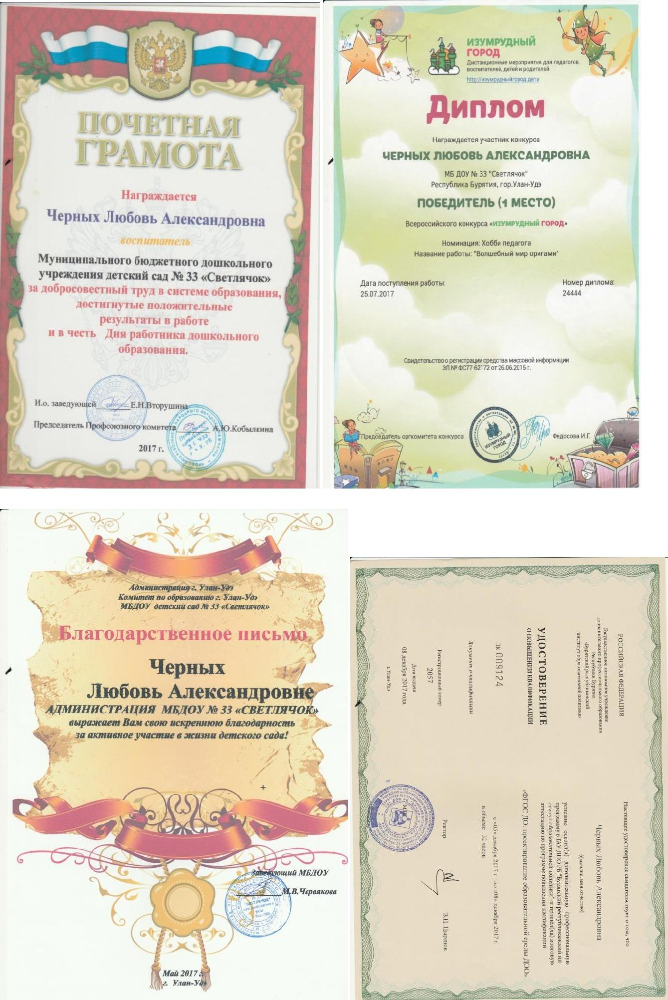 ПОЧЕТНАЯ
ГРАМОТА
Награждается
Черных Любовь Александровна
воспитатель
Муниципального бюджетного дошкольного
учреждения детский сад № 33 «Светлячок»
за добросовестный труд в системе образования,
достигнутые положительные
результаты в работе
и в честь Дня работника дошкольного
образования.
И.о. заведующей Е.Н.Вторушина
Председатель Профсоюзного комитета А.Ю.Кобылкина
2017 г.
ИЗУМРУДНЫЙ
ГОРОД
Дистанционные мероприятия для педагогов,
воспитателей, детей и родителей
http://изумрудныйгород.дети
Диплом
Награждается участник конкурса
ЧЕРНЫХ ЛЮБОВЬ АЛЕКСАНДРОВНА
МБ ДОУ № 33 "Светлячок"
Республика Бурятия, гор.Улан-Удэ
ПОБЕДИТЕЛЬ (1 МЕСТО)
Всероссийского конкурса «ИЗУМРУДНЫЙ ГОРОД»
Номинация: Хобби педагога
Название работы: "Волшебный мир оригами"
Дата поступления работы:
25.07.2017
Номер диплома:
24444
Свидетельство о регистрации средства массовой информации
ЭЛ № ФС77-62172 от 26.06.2015 г.
Председатель оргкомитета конкурса
ИЗУМРУДНЫЙ
ГОРОД
Федосова И.Г.
Администрация г. Улан-Удэ
Комитет по образованию г. Улан-Удэ
МБДОУ детский сад № 33 «Светлячок»
Благодарственное письмо
Черных
Любовь Александровне
АДМИНИСТРАЦИЯ МБДОУ № 33 «СВЕТЛЯЧОК»
выражает Вам свою искреннюю благодарность
за активное участие в жизни детского сада!
+
Заведующий МБДОУ
М.В.Червякова
"СВЕТЛЯЧОК"
комбинированного
вида
Улан-Удэ
Май 2017 г.
г. Улан-Удэ
РОССИЙСКАЯ ФЕДЕРАЦИЯ
Государственное автономное учреждение
дополнительного профессионального образования
Республики Бурятия
«Бурятский республиканский
институт образовательной политики»
УДОСТОВЕРЕНИЕ
О ПОВЫШЕНИИ КВАЛИФИКАЦИИ
ПК 009124
Документ о квалификации
Регистрационный номер
2057
Дата выдачи
08 декабря 2017 года
г. Улан-Удэ
Настоящее удостоверение свидетельствует о том, что
Черных Любовь Александровна
(фамилия, имя, отчество)
успешно освоил(а) дополнительную профессиональную
программу в ГАУ ДПО РБ "Бурятский республиканский ин-
ститут образовательной политики" и прошёл(ла) итоговую
аттестацию по программе повышения квалификации
«ФГОС ДО: проектирование образовательной среды ДОО»
с «05» декабря 2017 г. по «08» декабря 2017 г.
в объеме 32 часов
Ректор В.Ц. Цыренов